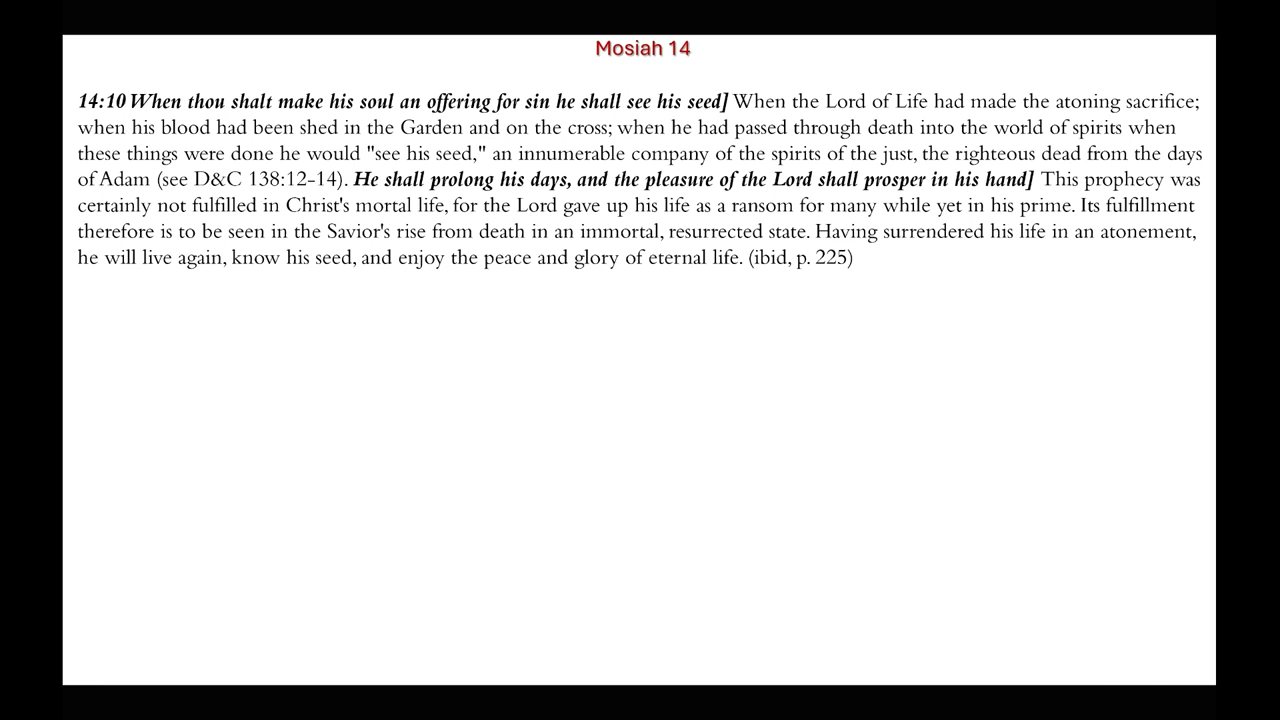 Mosiah 14
14:10 When thou shalt make his soul an offering for sin he shall see his seed] When the Lord of Life had made the atoning sacrifice;
when his blood had been shed in the Garden and on the cross; when he had passed through death into the world of spirits when
these things were done he would "see his seed," an innumerable company of the spirits of the just, the righteous dead from the days
of Adam (see D&C 138:12-14). He shall prolong his days, and the pleasure of the Lord shall prosper in his hand] This prophecy was
certainly not fulfilled in Christ's mortal life, for the Lord gave up his life as a ransom for many while yet in his prime. Its fulfillment
therefore is to be seen in the Savior's rise from death in an immortal, resurrected state. Having surrendered his life in an atonement,
he will live again, know his seed, and enjoy the peace and glory of eternal life. (ibid, p. 225)